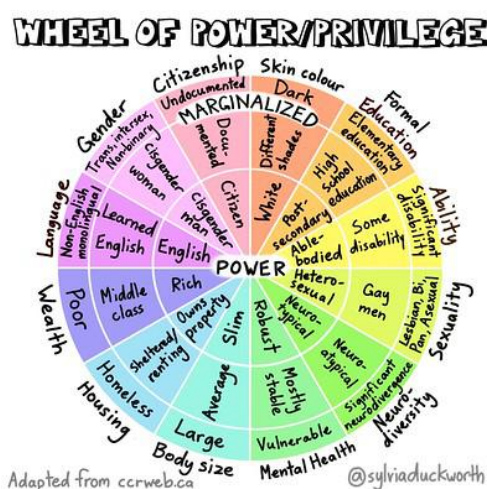 WHEEL OF POWER/PRIVILEGE
Citizenship
Undocumented
Docu-
mented
Citizen
Skin colour
Dark
Different
shades
White
Formal
Education
Elementary
education
High
School
education
Post-
secondary
Ability
Significant
disability
Some
disability
Able-
bodied
Sexuality
Lesbian, Bi,
Pan, Asexual
Gay
men
Hetero-
sexual
Neuro-
diversity
Significant
neurodivergence
Neuro-
atypical
Neuro-
typical
Mental Health
Vulnerable
Mostly
stable
Robust
Body size
Large
Average
Slim
Housing
Homeless
Sheltered/
renting
Owns
property
Wealth
Poor
Middle
class
Rich
Language
Non-English
monolingual
Learned
English
English
Gender
Trans, intersex,
Non-binary
Cisgender
woman
Cisgender
man
MARGINALIZED
POWER
Adapted from ccrweb.ca
@sylviaduckworth